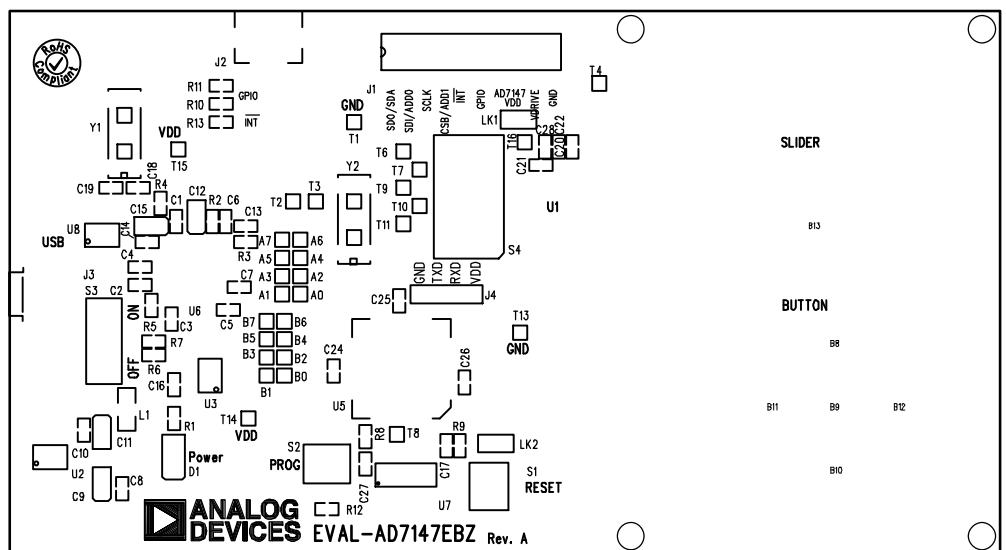 RoHS
Compliant
J2
R11
R10
GPIO
R13
INT
J1
T4
Y1
VDD
T15
GND
T1
SDO/SDA
SDI/ADD0
SCLK
CSB/ADD1
INT
GPIO
AD7147
VDD
VDRIVE
GND
LK1
T16
C28
C22
C20
C21
T6
T7
T9
T10
T11
Y2
U1
S4
SLIDER
B13
C19
C18
R4
C15
C1
C12
R2
C6
C13
R3
T2
T3
U8
C14
USB
C4
A7
A6
A5
A4
A3
A2
A1
A0
C7
GND
TXD
RXD
VDD
J4
C25
J3
S3
C2
ON
OFF
R5
C3
U6
C5
R7
R6
C16
U3
B7
B6
B5
B4
B3
B2
B1
B0
C24
C26
T13
GND
BUTTON
B8
B11
B9
B12
B10
L1
R1
T14
VDD
U5
C10
C11
Power
D1
S2
PROG
R8
T8
R9
LK2
C17
S1
RESET
U2
C9
C8
C27
U7
R12
ANALOG
DEVICES
EVAL-AD7147EBZ Rev. A